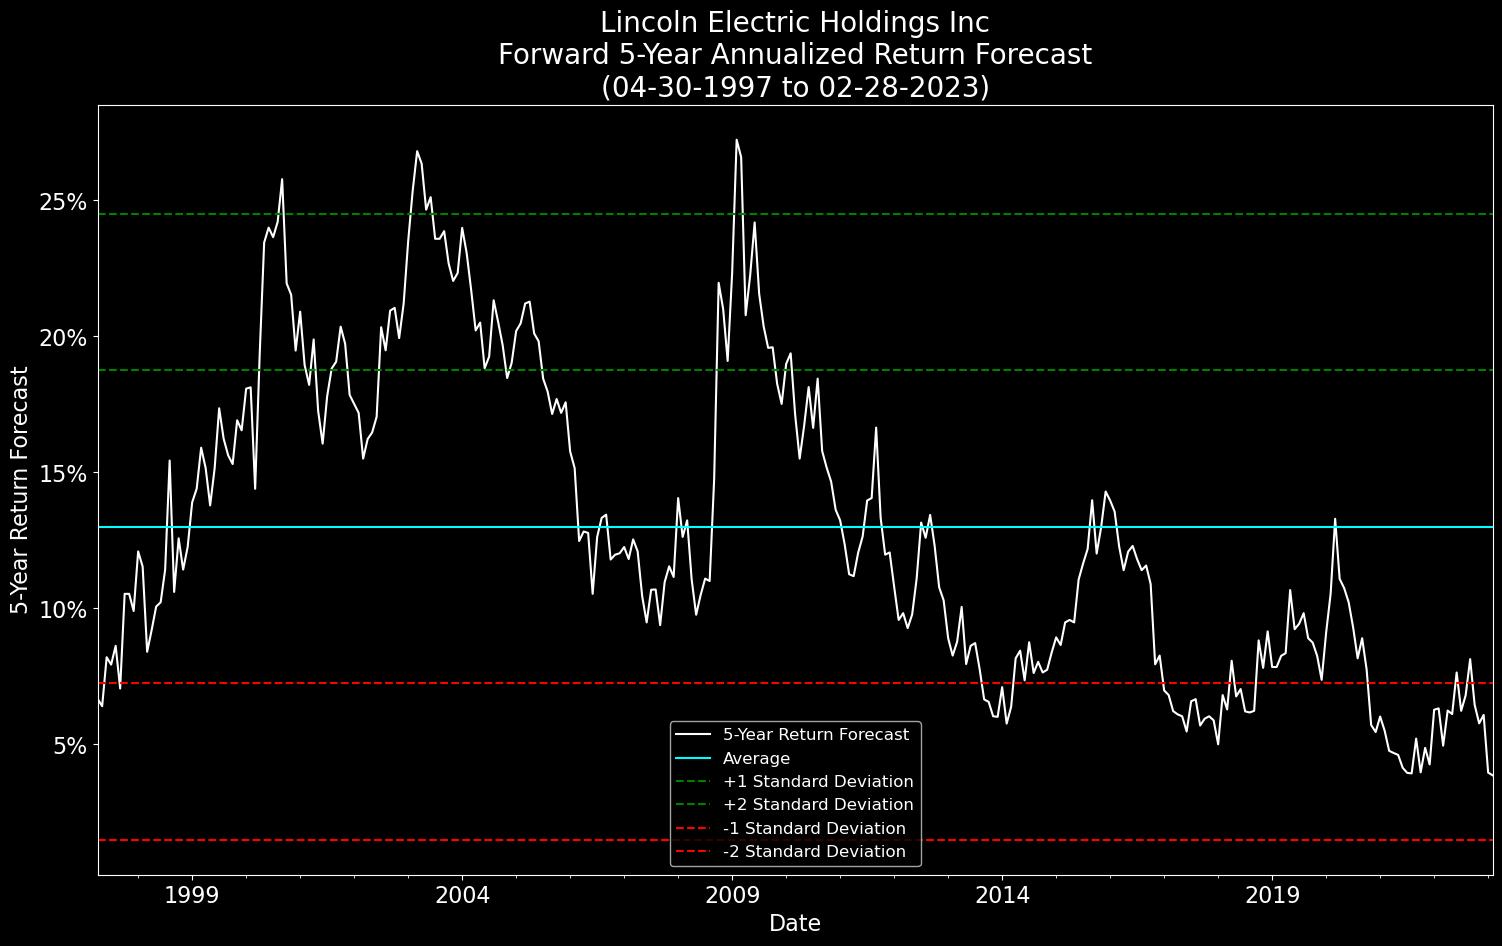 Lincoln Electric Holdings Inc
Forward 5-Year Annualized Return Forecast
(04-30-1997 to 02-28-2023)
5-Year Return Forecast
25%
20%
15%
10%
5%
5-Year Return Forecast
Average
+1 Standard Deviation
+2 Standard Deviation
-1 Standard Deviation
-2 Standard Deviation
1999 2004 2009 2014 2019
Date